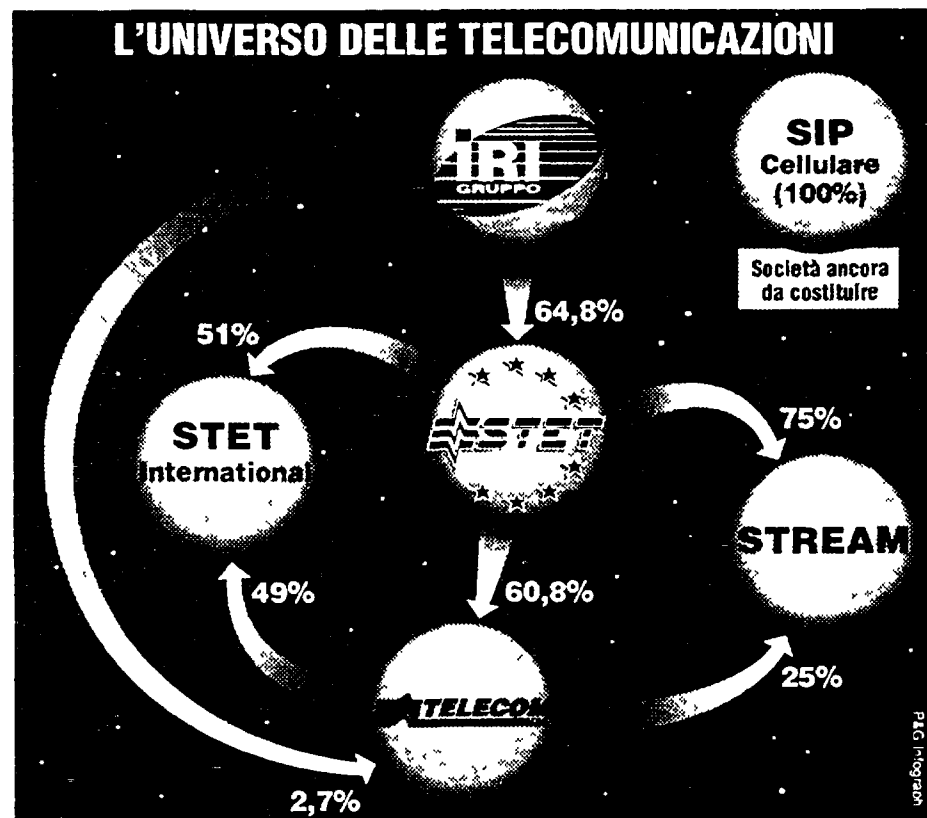 L'UNIVERSO DELLE TELECOMUNICAZIONI
IRI
GRUPPO
SIP
Cellulare
(100%)
Società ancora
da costituire
64,8%
51%
STET
International
STET
75%
STREAM
49%
60,8%
25%
TELECOM
2,7%
P&G Infograph